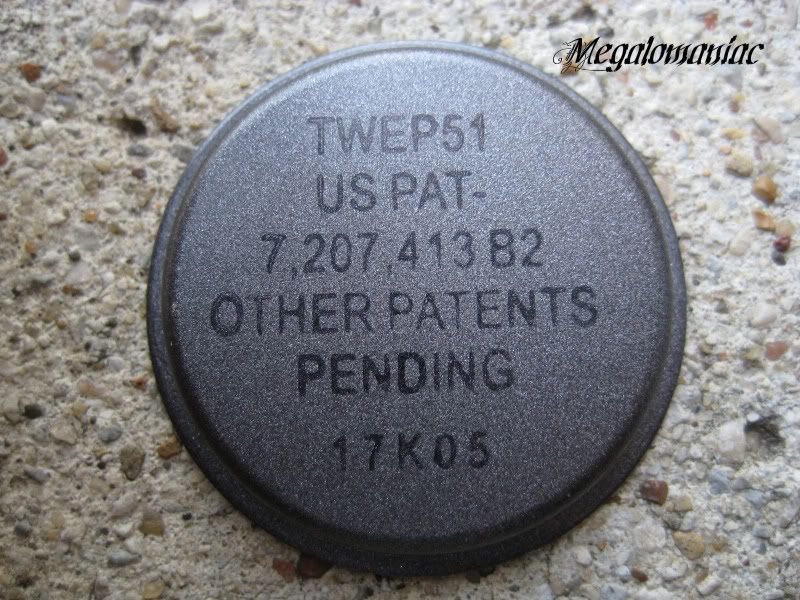 Megalomaniac
TWEP51
US PAT-
7,207,413 B2
OTHER PATENTS
PENDING
17K05